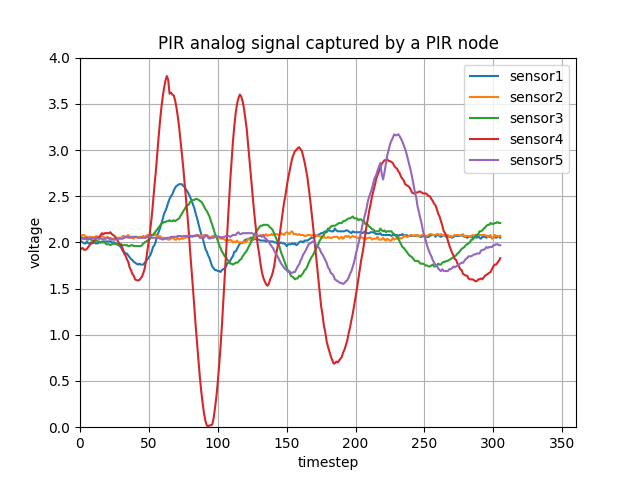 PIR analog signal captured by a PIR node
4.0
3.5
3.0
2.5
2.0
1.5
1.0
0.5
0.0
voltage
sensor1
sensor2
sensor3
sensor4
sensor5
0 50 100 150 200 250 300 350
timestep